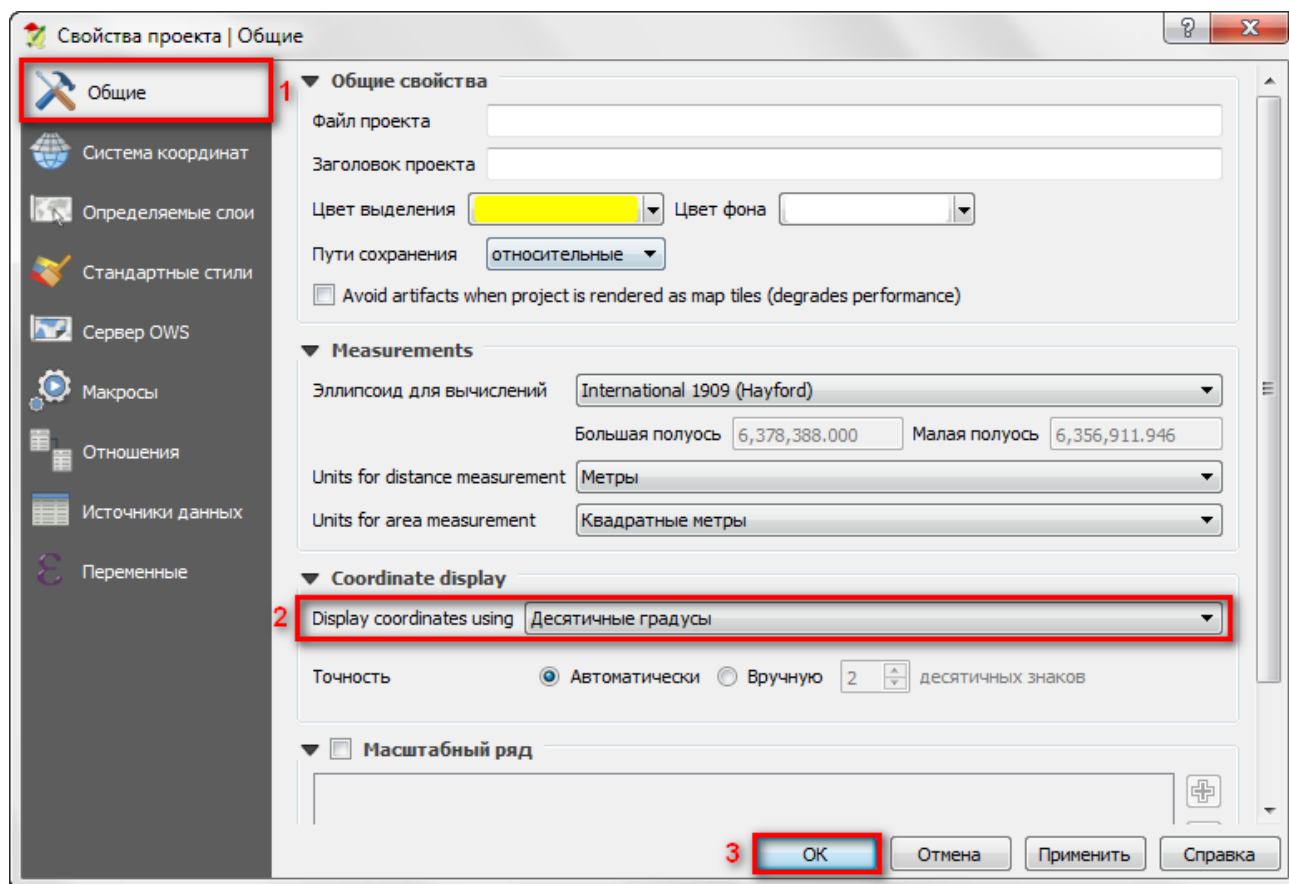 Свойства проекта | Общие
Общие
1
Система координат
Определяемые слои
Стандартные стили
Сервер OWS
Макросы
Отношения
Источники данных
Переменные
Общие свойства
Файл проекта
Заголовок проекта
Цвет выделения Цвет фона
Пути сохранения относительные
Avoid artifacts when project is rendered as map tiles (degrades performance)
Measurements
Эллипсоид для вычислений International 1909 (Hayford)
Большая полуось 6,378,388.000 Малая полуось 6,356,911.946
Units for distance measurement Метры
Units for area measurement Квадратные метры
Coordinate display
2 Display coordinates using Десятичные градусы
Точность Автоматически Вручную 2 десятичных знаков
Масштабный ряд
3 OK Отмена Применить Справка